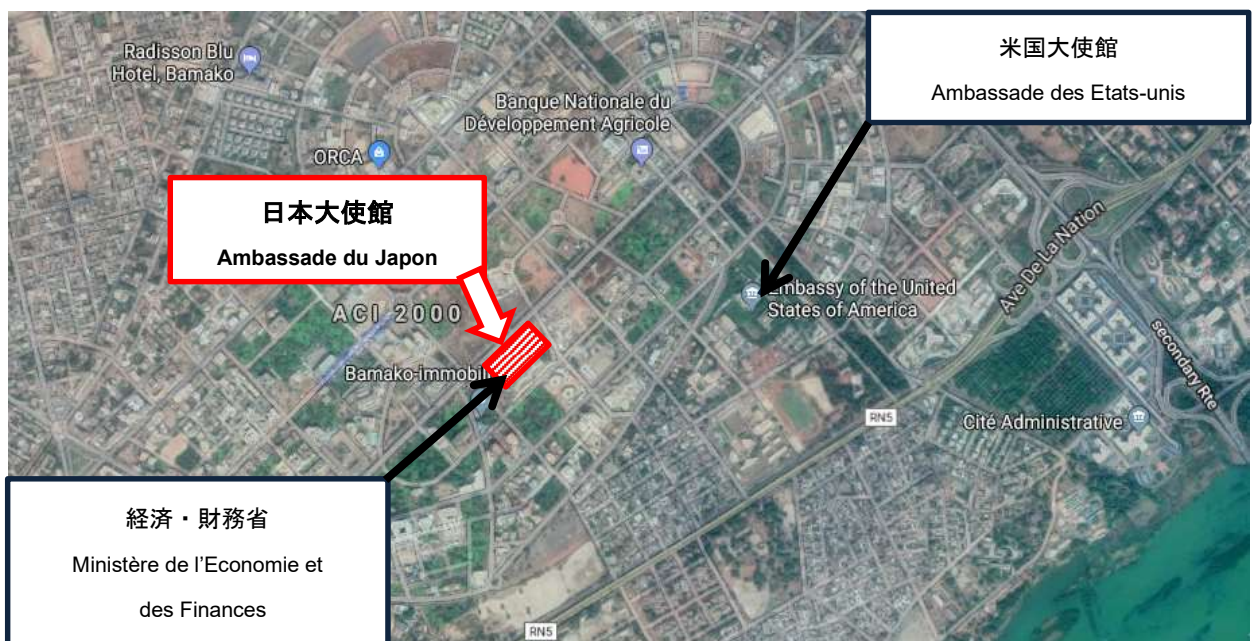 Radisson Blu
Hotel, Bamako
米国大使館
Ambassade des Etats-unis
Banque Nationale du
Développement Agricole
ORCA
日本大使館
Ambassade du Japon
Ave De La Nation
Embassy of the United
States of America
ACI 2000
secondary Rte
Bamako-immobili
RN5
Cité Administrative
経済・財務省
Ministère de l’Economie et
des Finances
RN5